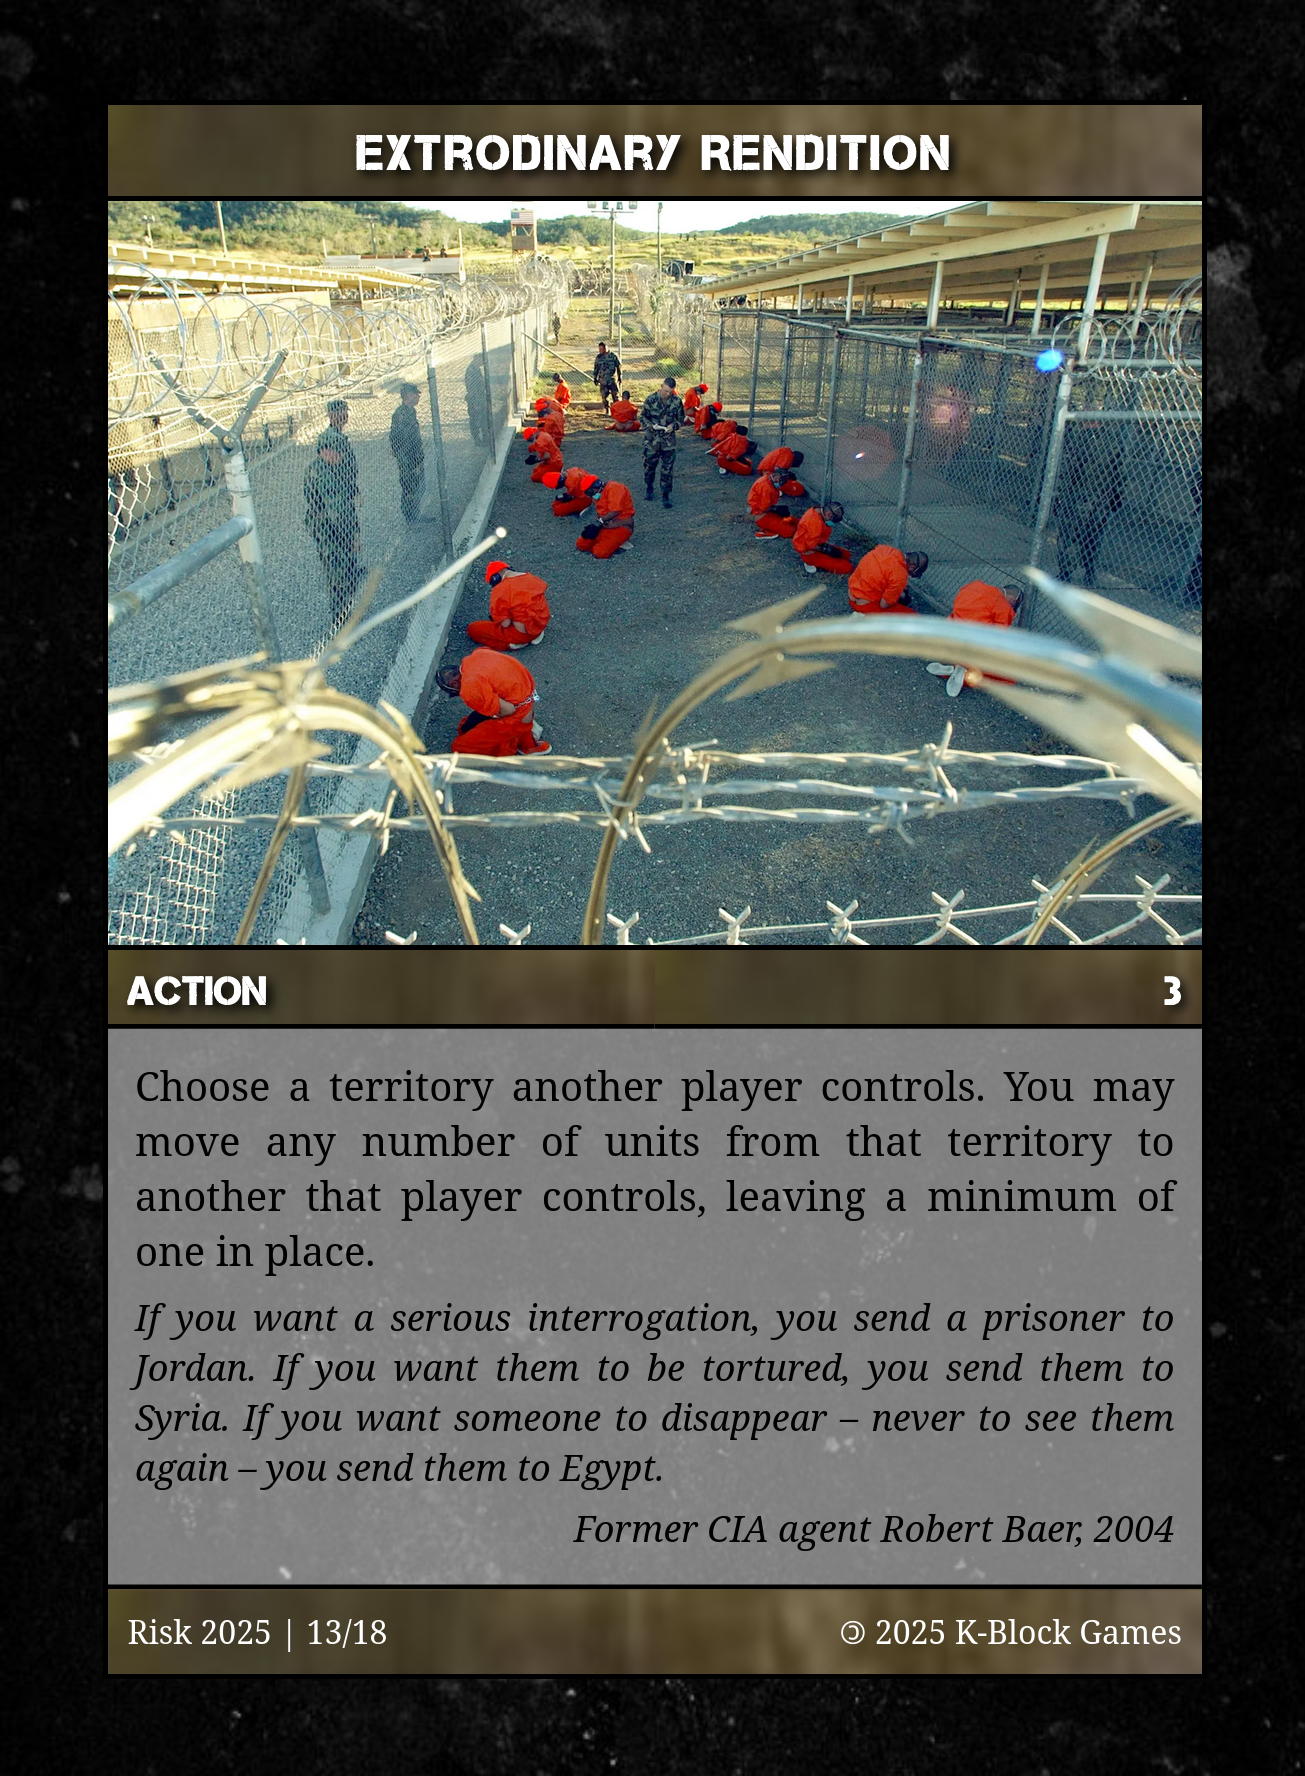 EXTRODINARY RENDITION
ACTION
3
Choose a territory another player controls. You may
move any number of units from that territory to
another that player controls, leaving a minimum of
one in place.
If you want a serious interrogation, you send a prisoner to
Jordan. If you want them to be tortured, you send them to
Syria. If you want someone to disappear – never to see them
again – you send them to Egypt.
Former CIA agent Robert Baer, 2004
Risk 2025 | 13/18
🄯 2025 K-Block Games